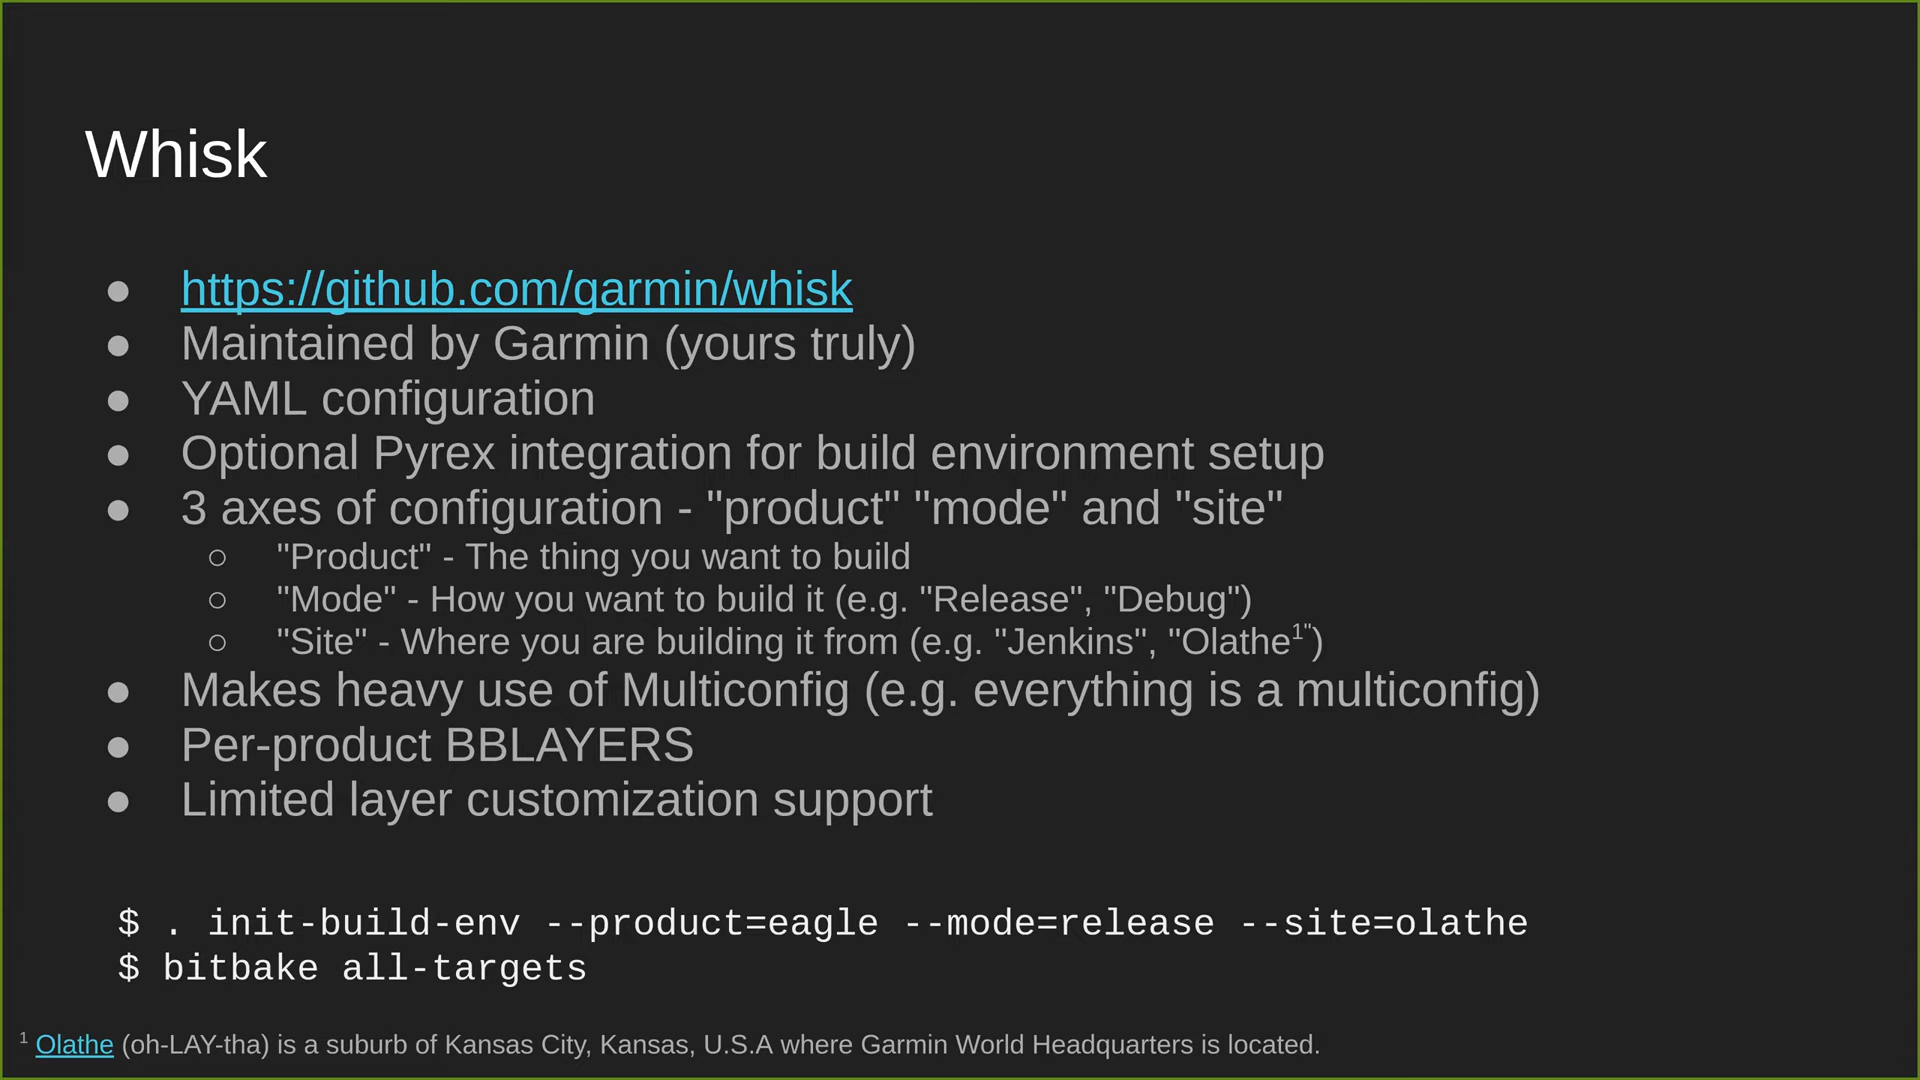 Whisk
● https://github.com/garmin/whisk
● Maintained by Garmin (yours truly)
● YAML configuration
● Optional Pyrex integration for build environment setup
● 3 axes of configuration - "product" "mode" and "site"
○ "Product" - The thing you want to build
○ "Mode" - How you want to build it (e.g. "Release", "Debug")
○ "Site" - Where you are building it from (e.g. "Jenkins", "Olathe¹")
● Makes heavy use of Multiconfig (e.g. everything is a multiconfig)
● Per-product BBLAYERS
● Limited layer customization support
$ . init-build-env --product=eagle --mode=release --site=olathe
$ bitbake all-targets
¹ Olathe (oh-LAY-tha) is a suburb of Kansas City, Kansas, U.S.A where Garmin World Headquarters is located.